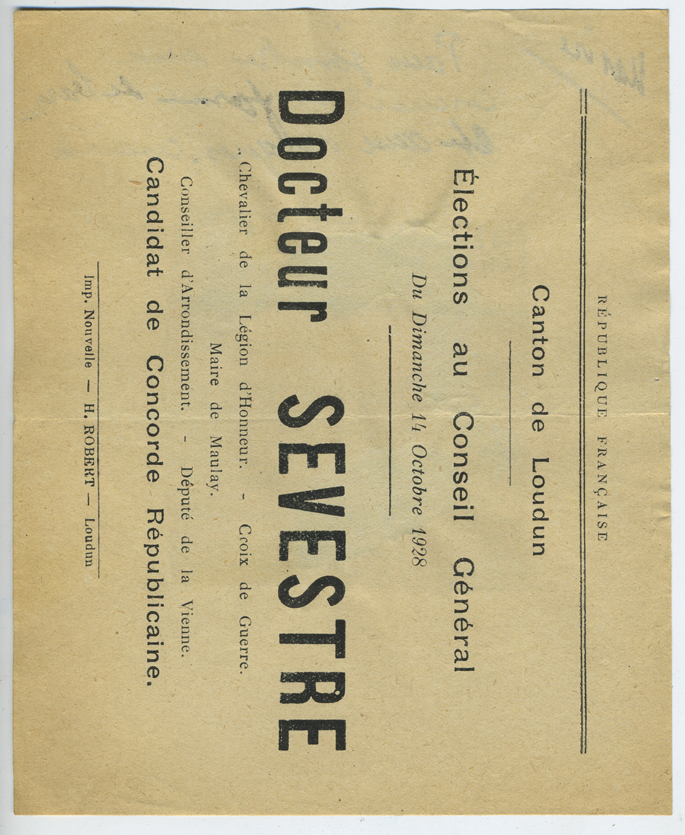 RÉPUBLIQUE FRANÇAISE
Canton de Loudun
Élections au Conseil Général
Du Dimanche 14 Octobre 1928
Docteur SEVESTRE
Chevalier de la Légion d'Honneur. - Croix de Guerre.
Maire de Maulay.
Conseiller d'Arrondissement. - Député de la Vienne.
Candidat de Concorde Républicaine.
Imp. Nouvelle — H. ROBERT — Loudun